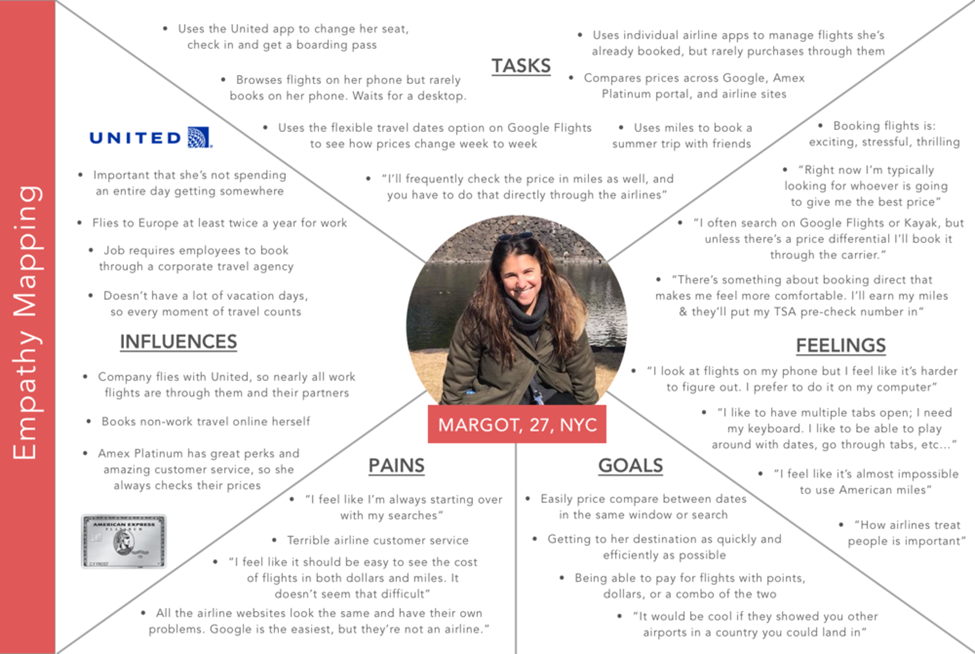 Empathy Mapping
TASKS
• Uses the United app to change her seat,
check in and get a boarding pass
• Uses individual airline apps to manage flights she's
already booked, but rarely purchases through them
• Browses flights on her phone but rarely
books on her phone. Waits for a desktop.
• Compares prices across Google, Amex
Platinum portal, and airline sites
• Uses the flexible travel dates option on Google Flights
to see how prices change week to week
• Uses miles to book a
summer trip with friends
• "I'll frequently check the price in miles as well, and
you have to do that directly through the airlines"
UNITED
• Important that she's not spending
an entire day getting somewhere
• Flies to Europe at least twice a year for work
• Job requires employees to book
through a corporate travel agency
• Doesn't have a lot of vacation days,
so every moment of travel counts
INFLUENCES
• Company flies with United, so nearly all work
flights are through them and their partners
• Books non-work travel online herself
• Amex Platinum has great perks and
amazing customer service, so she
always checks their prices
AMERICAN EXPRESS
PLATINUM
• Booking flights is:
exciting, stressful, thrilling
• "Right now I'm typically
looking for whoever is going
to give me the best price"
• "I often search on Google Flights or Kayak, but
unless there's a price differential I'll book it
through the carrier."
• "There's something about booking direct that
makes me feel more comfortable. I'll earn my miles
& they'll put my TSA pre-check number in"
FEELINGS
• "I look at flights on my phone but I feel like it's harder
to figure out. I prefer to do it on my computer"
• "I like to have multiple tabs open; I need
my keyboard. I like to be able to play
around with dates, go through tabs, etc..."
• "I feel like it's almost impossible
to use American miles"
• "How airlines treat
people is important"
MARGOT, 27, NYC
PAINS
• "I feel like I'm always starting over
with my searches"
• Terrible airline customer service
• "I feel like it should be easy to see the cost
of flights in both dollars and miles. It
doesn't seem that difficult"
• All the airline websites look the same and have their own
problems. Google is the easiest, but they're not an airline."
GOALS
• Easily price compare between dates
in the same window or search
• Getting to her destination as quickly and
efficiently as possible
• Being able to pay for flights with points,
dollars, or a combo of the two
• "It would be cool if they showed you other
airports in a country you could land in"